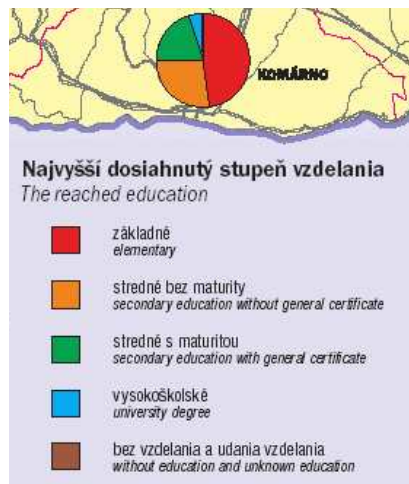 KOMÁRNO
Najvyšší dosiahnutý stupeň vzdelania
The reached education
základné
elementary
stredné bez maturity
secondary education without general certificate
stredné s maturitou
secondary education with general certificate
vysokoškolské
university degree
bez vzdelania a udania vzdelania
without education and unknown education